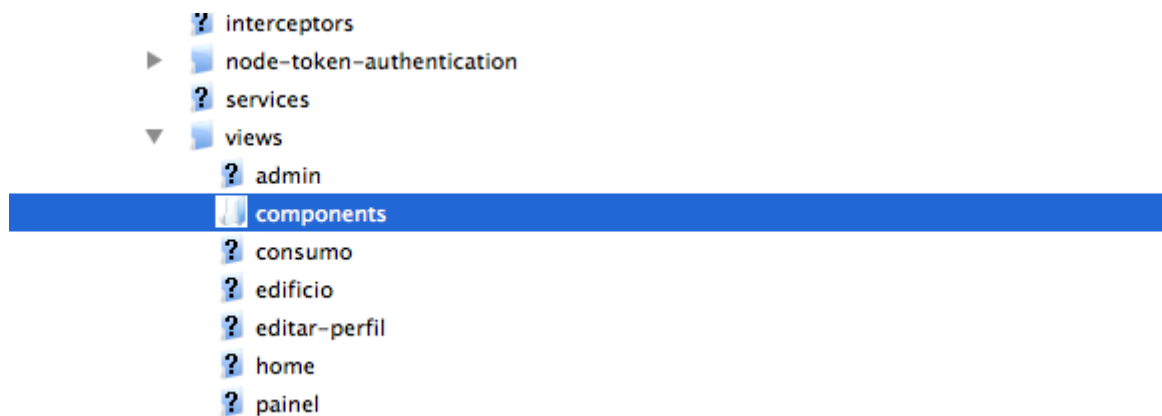 interceptors
node-token-authentication
services
views
admin
components
consumo
edificio
editar-perfil
home
painel